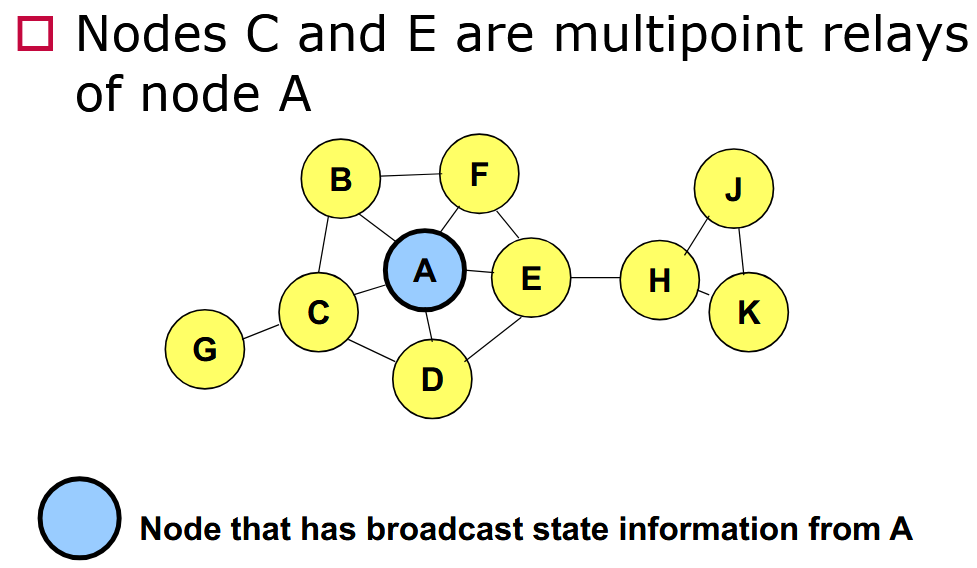 Nodes C and E are multipoint relays
of node A
B
F
J
A
E
H
C
K
G
D
Node that has broadcast state information from A